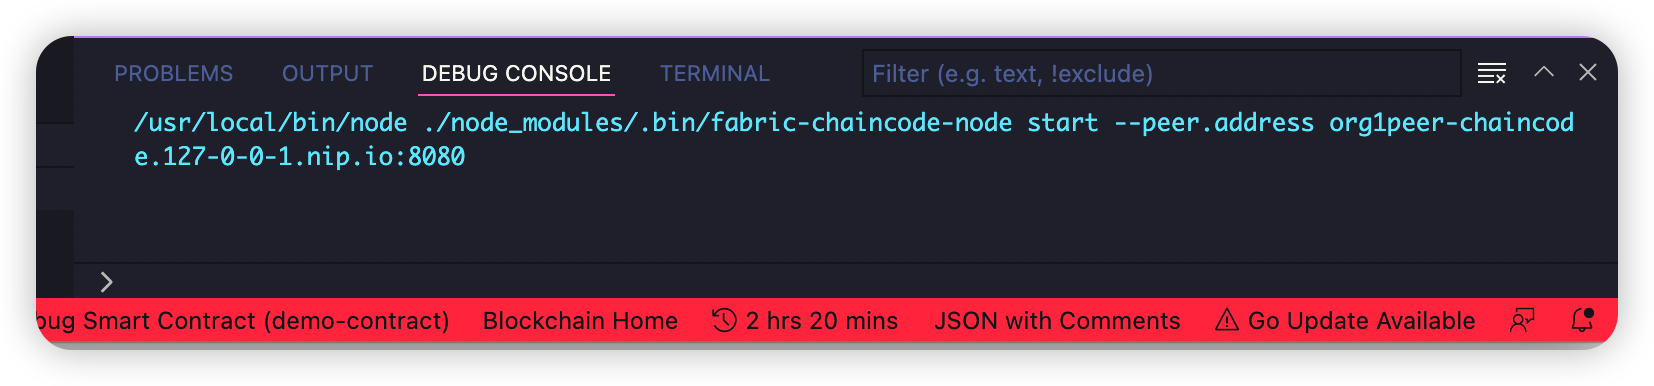 PROBLEMS OUTPUT DEBUG CONSOLE TERMINAL Filter (e.g. text, !exclude)
/usr/local/bin/node ./node_modules/.bin/fabric-chaincode-node start --peer.address org1peer-chaincod
e.127-0-0-1.nip.io:8080
bug Smart Contract (demo-contract) Blockchain Home 2 hrs 20 mins JSON with Comments Go Update Available